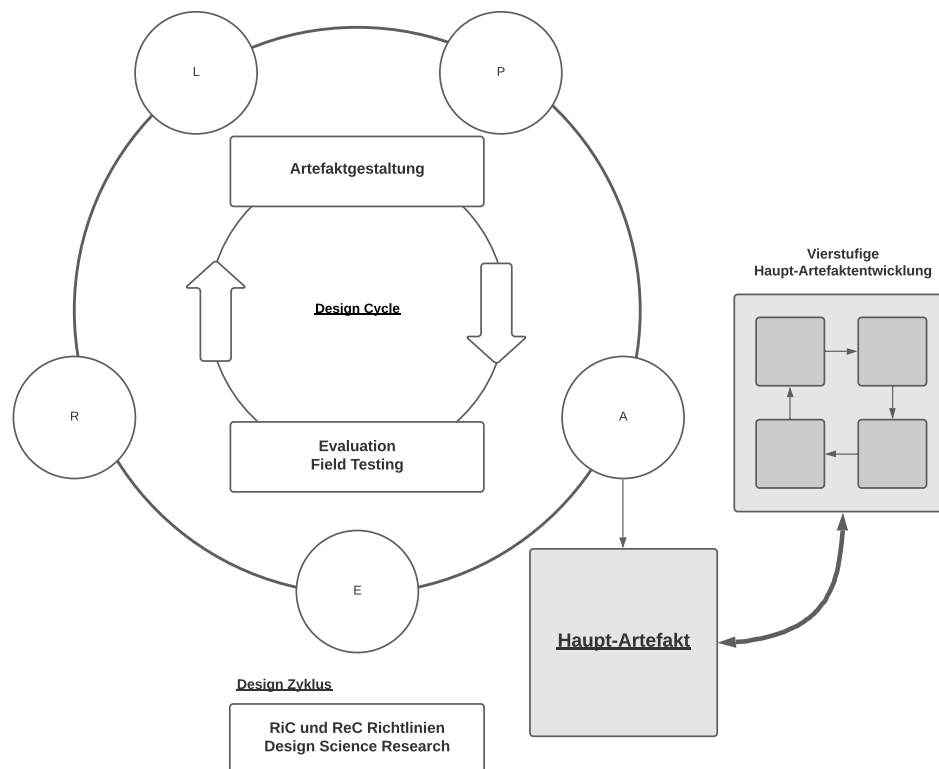 L
P
Artefaktgestaltung
Vierstufige
Haupt-Artefaktentwicklung
Design Cycle
R
A
Evaluation
Field Testing
E
Haupt-Artefakt
Design Zyklus
RiC und ReC Richtlinien
Design Science Research